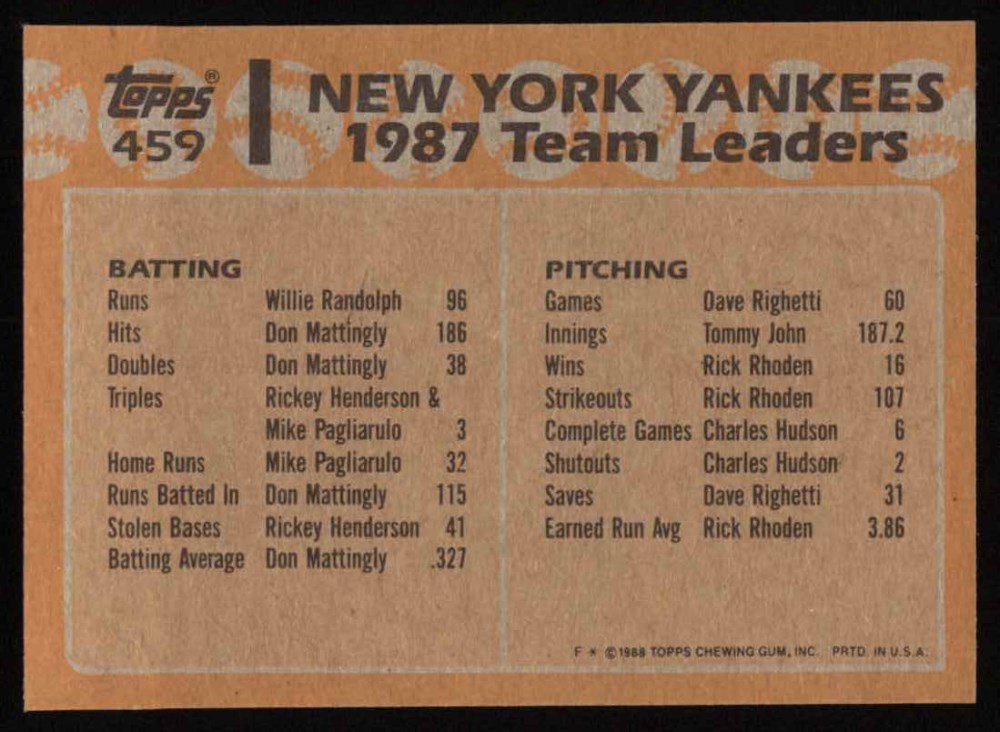 topps®
459
NEW YORK YANKEES
1987 Team Leaders
BATTING
Runs Willie Randolph 96
Hits Don Mattingly 186
Doubles Don Mattingly 38
Triples Rickey Henderson &
Mike Pagliarulo 3
Home Runs Mike Pagliarulo 32
Runs Batted In Don Mattingly 115
Stolen Bases Rickey Henderson 41
Batting Average Don Mattingly .327
PITCHING
Games Dave Righetti 60
Innings Tommy John 187.2
Wins Rick Rhoden 16
Strikeouts Rick Rhoden 107
Complete Games Charles Hudson 6
Shutouts Charles Hudson 2
Saves Dave Righetti 31
Earned Run Avg Rick Rhoden 3.86
F * ©1988 TOPPS CHEWING GUM, INC. PRTD. IN U.S.A.